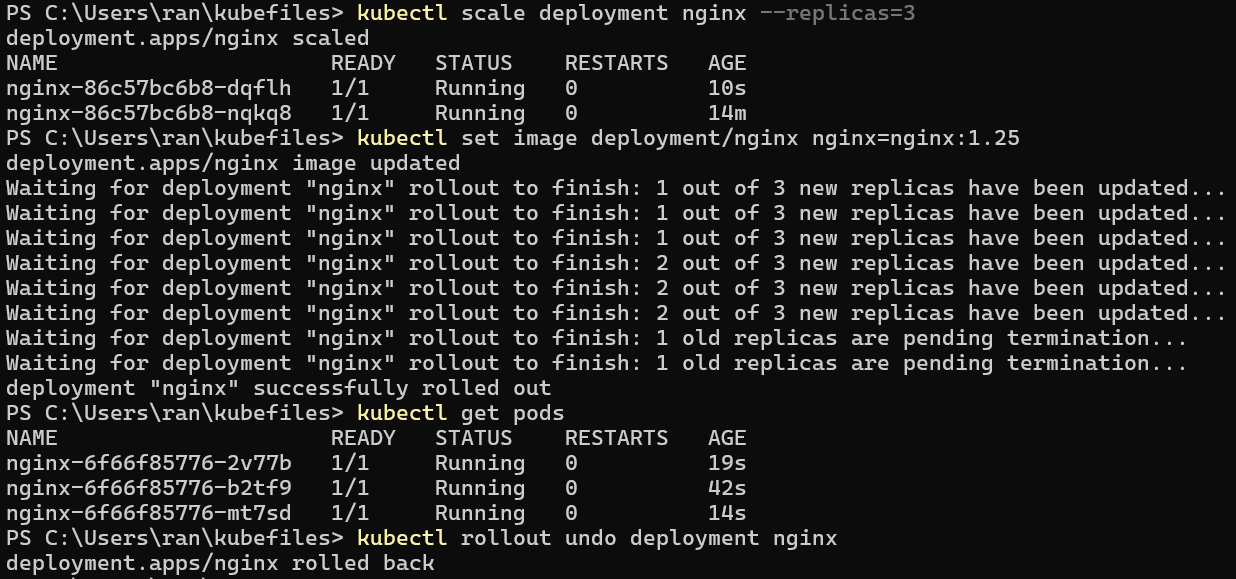 PS C:\Users\ran\kubefiles> kubectl scale deployment nginx --replicas=3
deployment.apps/nginx scaled
NAME                     READY   STATUS    RESTARTS   AGE
nginx-86c57bc6b8-dqflh   1/1     Running   0          10s
nginx-86c57bc6b8-nqkq8   1/1     Running   0          14m
PS C:\Users\ran\kubefiles> kubectl set image deployment/nginx nginx=nginx:1.25
deployment.apps/nginx image updated
Waiting for deployment "nginx" rollout to finish: 1 out of 3 new replicas have been updated...
Waiting for deployment "nginx" rollout to finish: 1 out of 3 new replicas have been updated...
Waiting for deployment "nginx" rollout to finish: 1 out of 3 new replicas have been updated...
Waiting for deployment "nginx" rollout to finish: 2 out of 3 new replicas have been updated...
Waiting for deployment "nginx" rollout to finish: 2 out of 3 new replicas have been updated...
Waiting for deployment "nginx" rollout to finish: 2 out of 3 new replicas have been updated...
Waiting for deployment "nginx" rollout to finish: 1 old replicas are pending termination...
Waiting for deployment "nginx" rollout to finish: 1 old replicas are pending termination...
deployment "nginx" successfully rolled out
PS C:\Users\ran\kubefiles> kubectl get pods
NAME                     READY   STATUS    RESTARTS   AGE
nginx-6f66f85776-2v77b   1/1     Running   0          19s
nginx-6f66f85776-b2tf9   1/1     Running   0          42s
nginx-6f66f85776-mt7sd   1/1     Running   0          14s
PS C:\Users\ran\kubefiles> kubectl rollout undo deployment nginx
deployment.apps/nginx rolled back